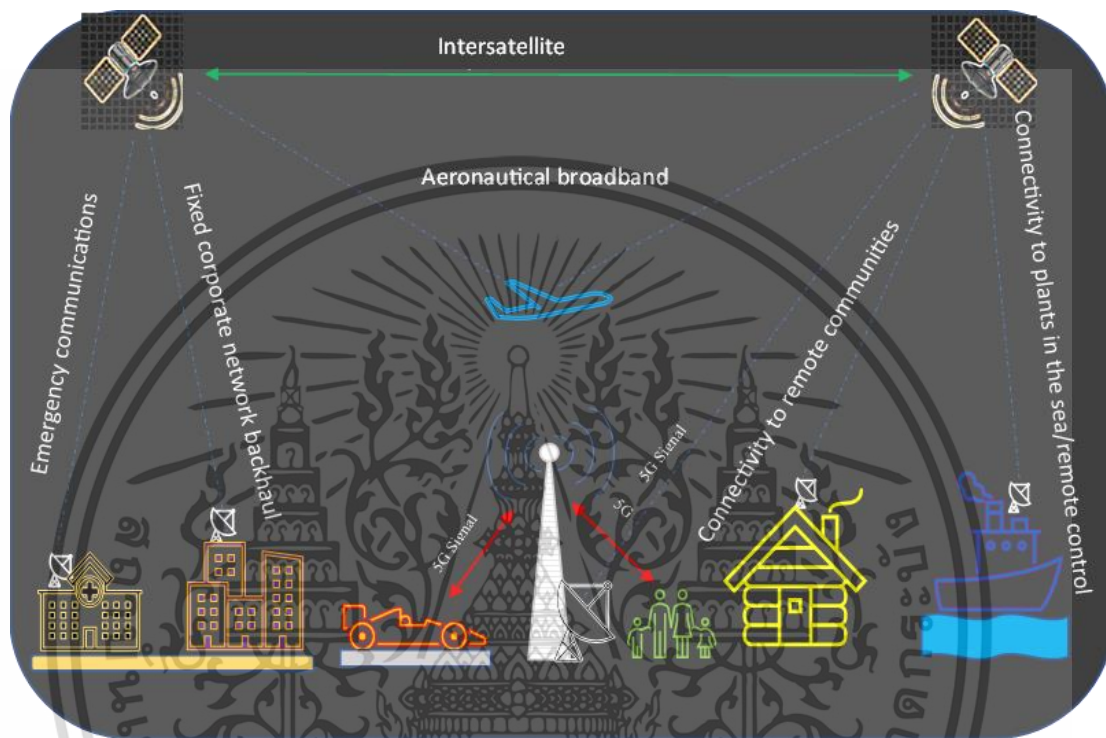 Intersatellite
Aeronautical broadband
Emergency communications
Fixed corporate network backhaul
Connectivity to remote communities
Connectivity to plants in the sea/remote control
5G Signal
5G
5G Signal